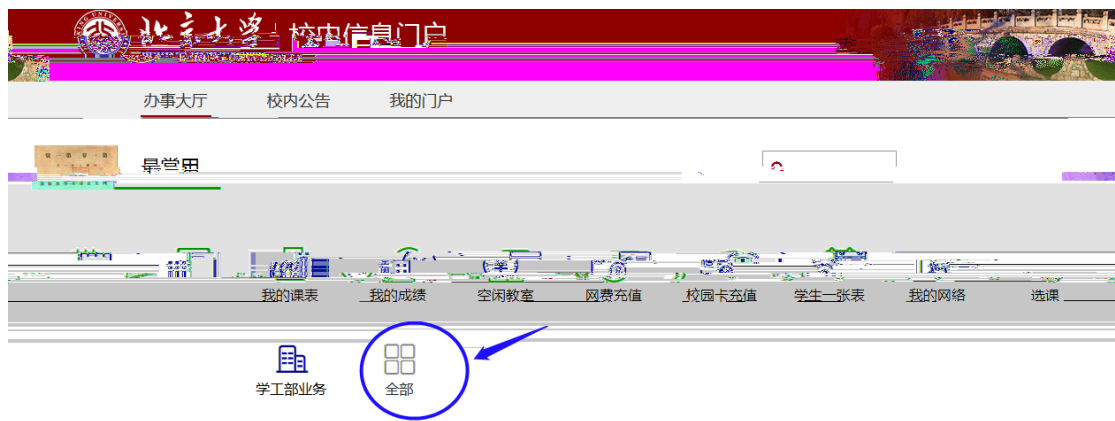 北京大学 校内信息门户
办事大厅 校内公告 我的门户
最常用
我的课表 我的成绩 空闲教室 网费充值 校园卡充值 学生一张表 我的网络 选课
学工部业务 全部